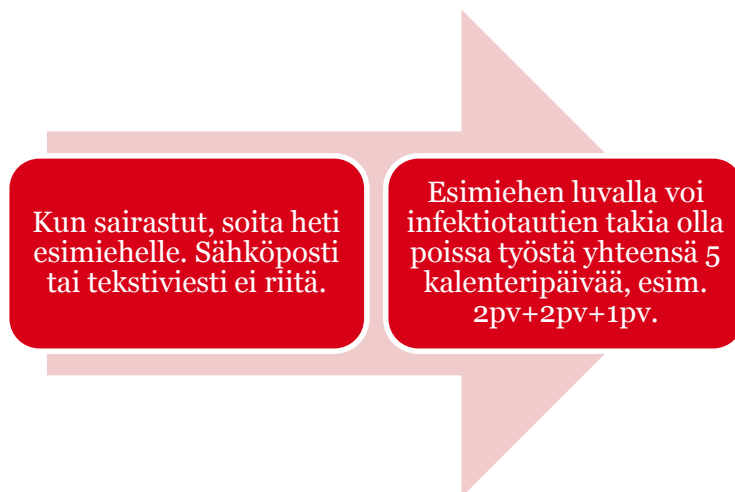 Kun sairastut, soita heti
esimiehelle. Sähköposti
tai tekstiviesti ei riitä.
Esimiehen luvalla voi
infektiotautien takia olla
poissa työstä yhteensä 5
kalenteripäivää, esim.
2pv+2pv+1pv.